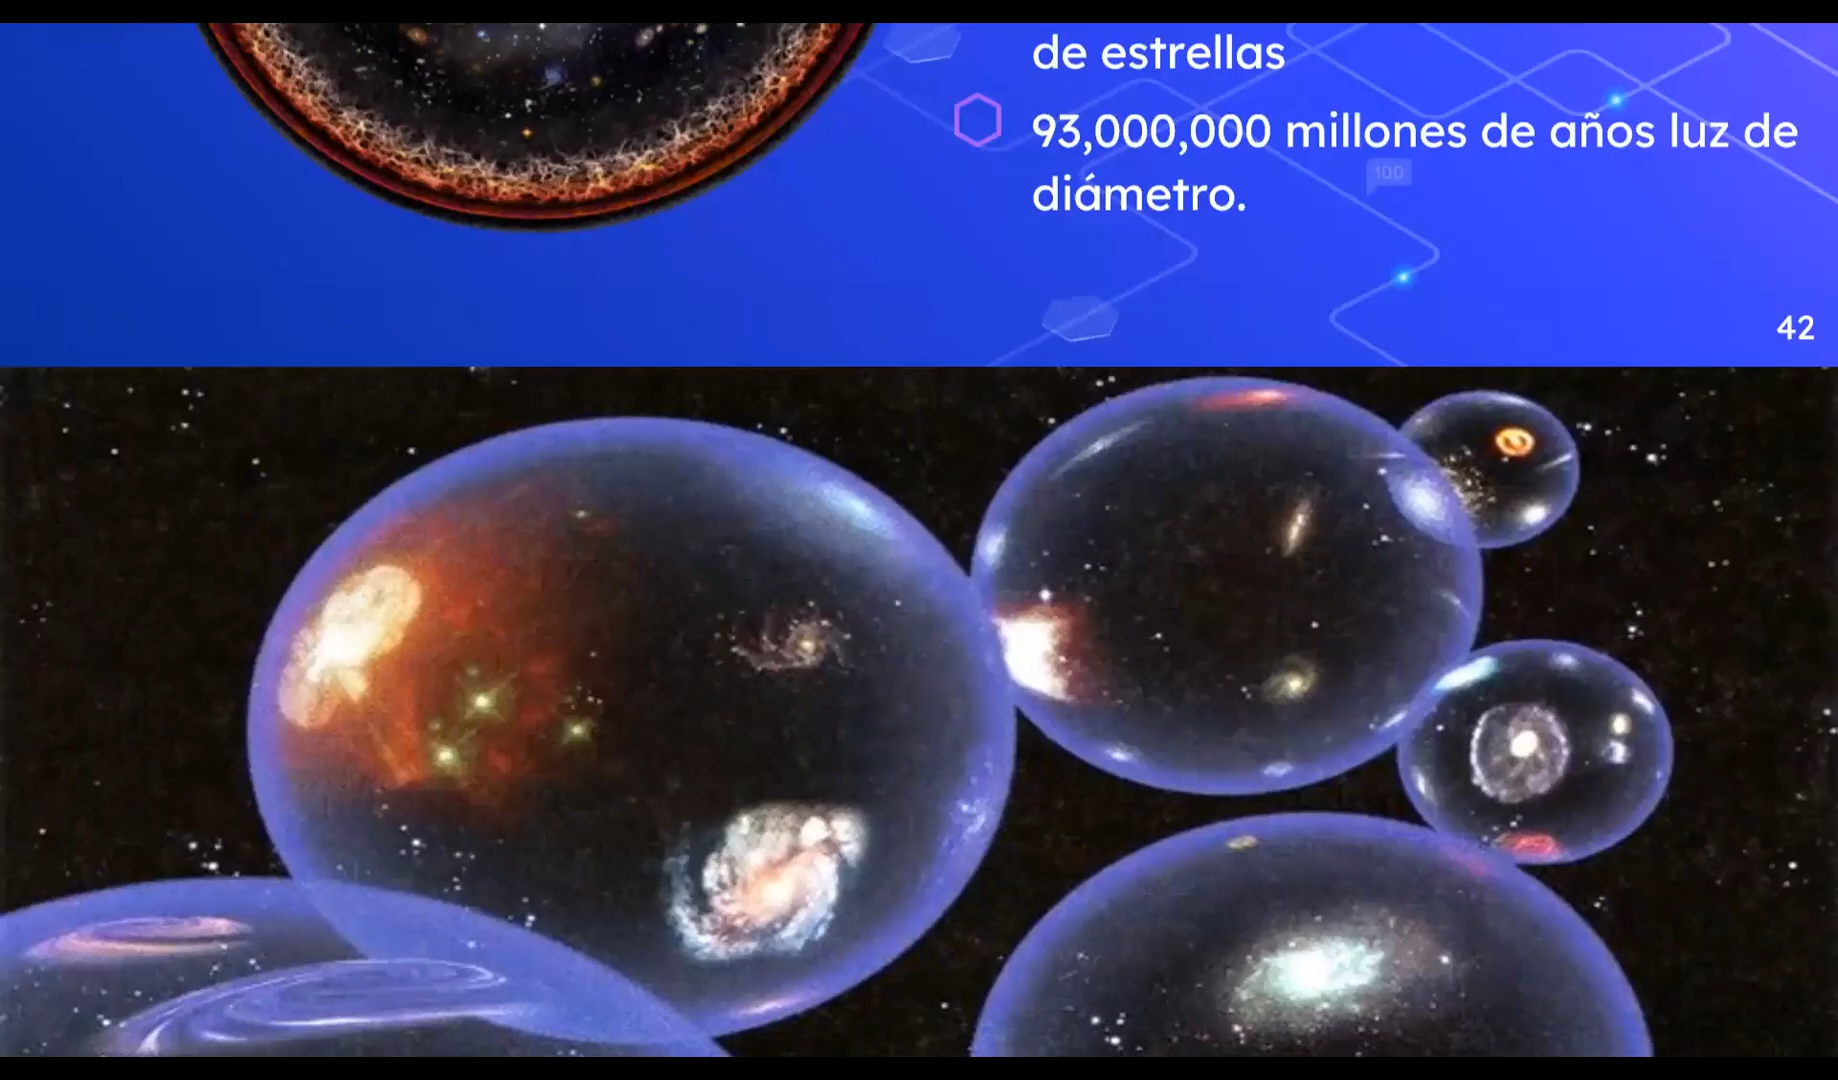 de estrellas
93,000,000 millones de años luz de
diámetro.
100
42